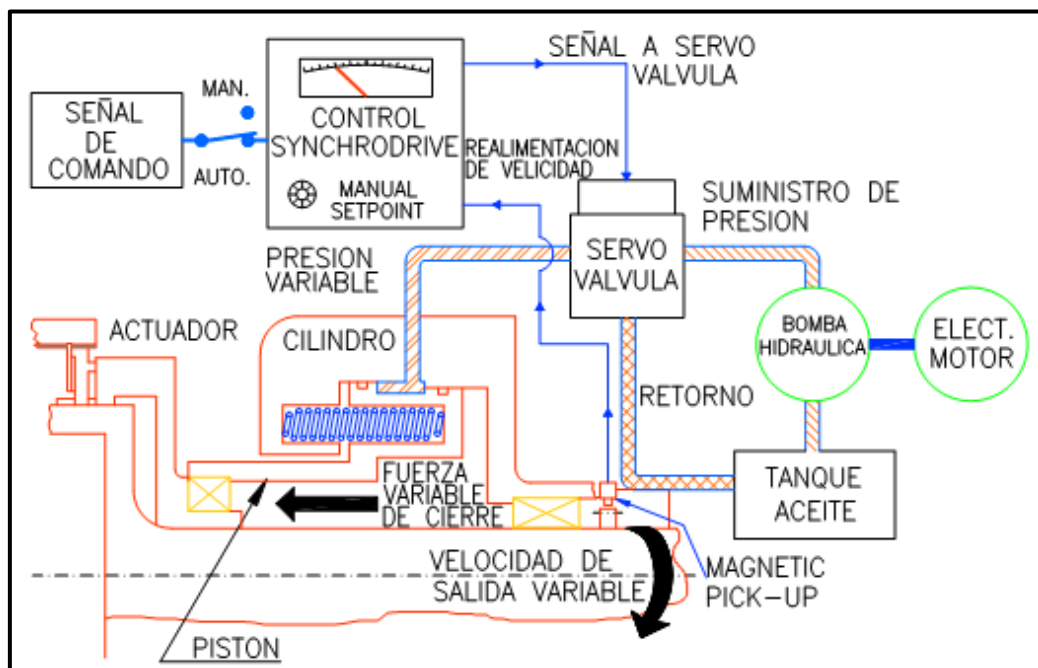 SEÑAL
DE
COMANDO
MAN.
AUTO.
CONTROL
SYNCHRODRIVE
MANUAL
SETPOINT
SEÑAL A SERVO
VALVULA
REALIMENTACION
DE VELICIDAD
SUMINISTRO DE
PRESION
SERVO
VALVULA
PRESION
VARIABLE
BOMBA
HIDRAULICA
ELECT.
MOTOR
ACTUADOR
CILINDRO
RETORNO
TANQUE
ACEITE
FUERZA
VARIABLE
DE CIERRE
VELOCIDAD DE
SALIDA VARIABLE
MAGNETIC
PICK-UP
PISTON